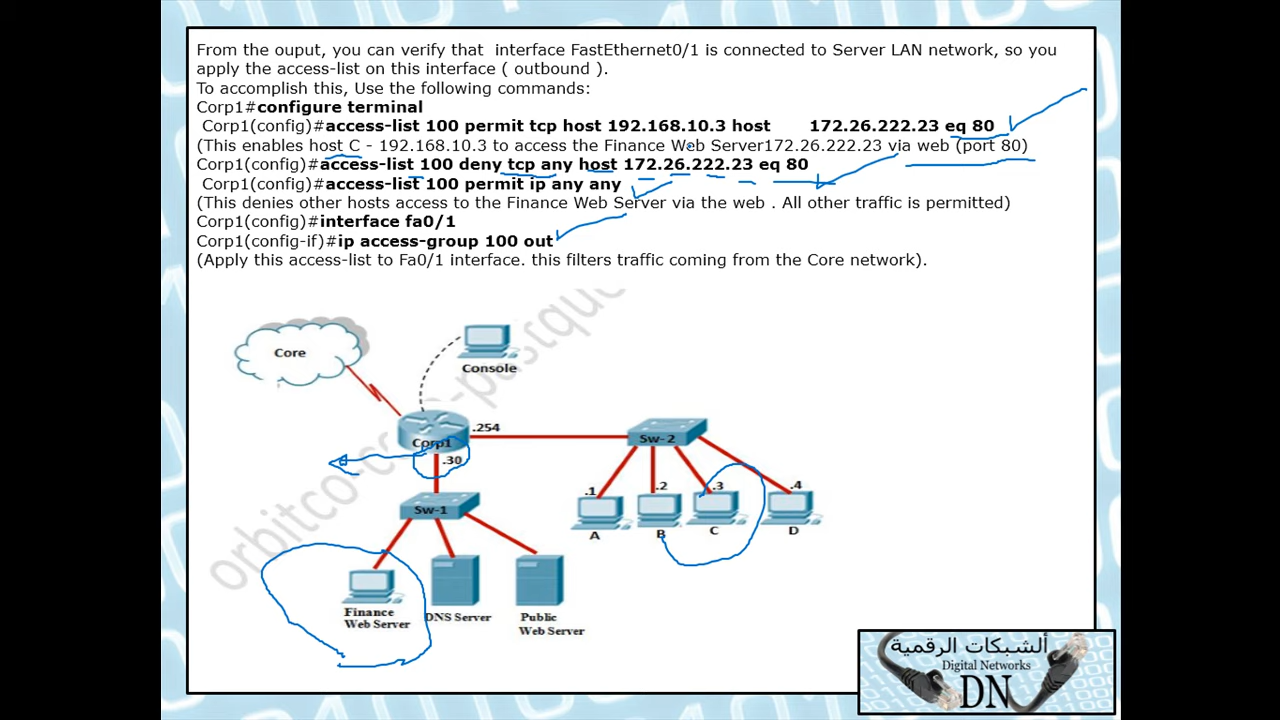 From the ouput, you can verify that interface FastEthernet0/1 is connected to Server LAN network, so you
apply the access-list on this interface ( outbound ).
To accomplish this, Use the following commands:
Corp1#configure terminal
Corp1(config)#access-list 100 permit tcp host 192.168.10.3 host 172.26.222.23 eq 80
(This enables host C - 192.168.10.3 to access the Finance Web Server172.26.222.23 via web (port 80)
Corp1(config)#access-list 100 deny tcp any host 172.26.222.23 eq 80
Corp1(config)#access-list 100 permit ip any any
(This denies other hosts access to the Finance Web Server via the web . All other traffic is permitted)
Corp1(config)#interface fa0/1
Corp1(config-if)#ip access-group 100 out
(Apply this access-list to Fa0/1 interface. this filters traffic coming from the Core network).
Core
Console
Corp1
.254
.30
Sw-2
Sw-1
.1
.2
.3
.4
A
B
C
D
Finance
Web Server
DNS Server
Public
Web Server
ألشبكات الرقمية
Digital Networks
DN